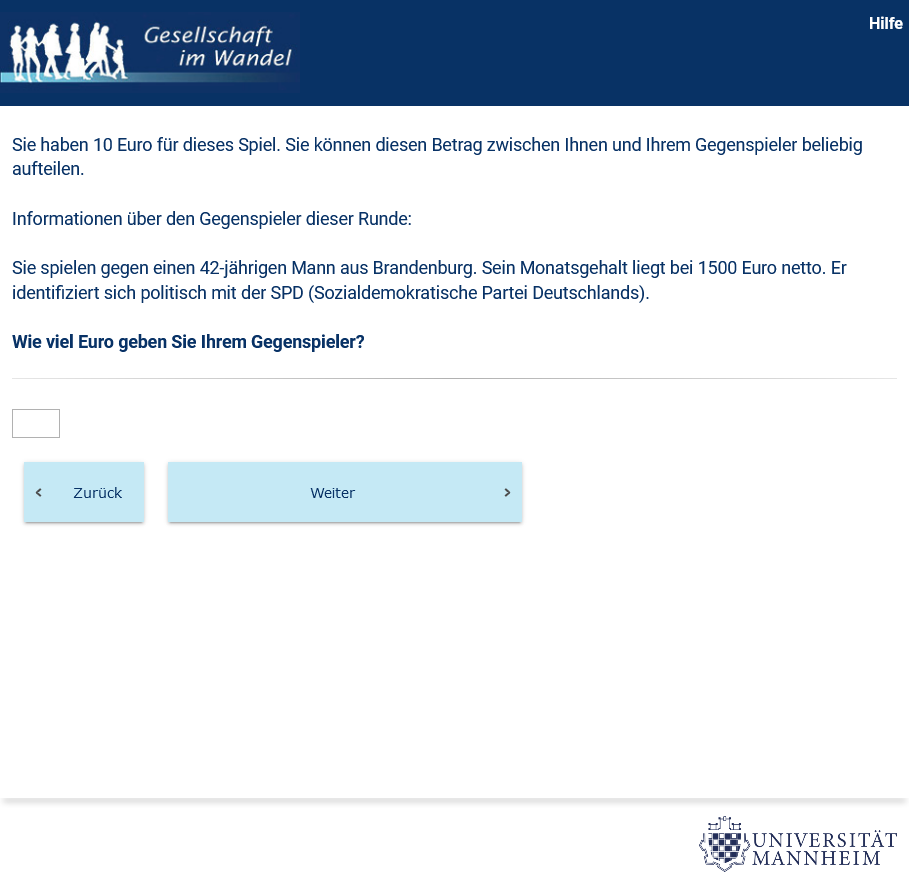 Gesellschaft
im Wandel
Hilfe
Sie haben 10 Euro für dieses Spiel. Sie können diesen Betrag zwischen Ihnen und Ihrem Gegenspieler beliebig
aufteilen.
Informationen über den Gegenspieler dieser Runde:
Sie spielen gegen einen 42-jährigen Mann aus Brandenburg. Sein Monatsgehalt liegt bei 1500 Euro netto. Er
identifiziert sich politisch mit der SPD (Sozialdemokratische Partei Deutschlands).
Wie viel Euro geben Sie Ihrem Gegenspieler?
Zurück
Weiter
UNIVERSITÄT
MANNHEIM